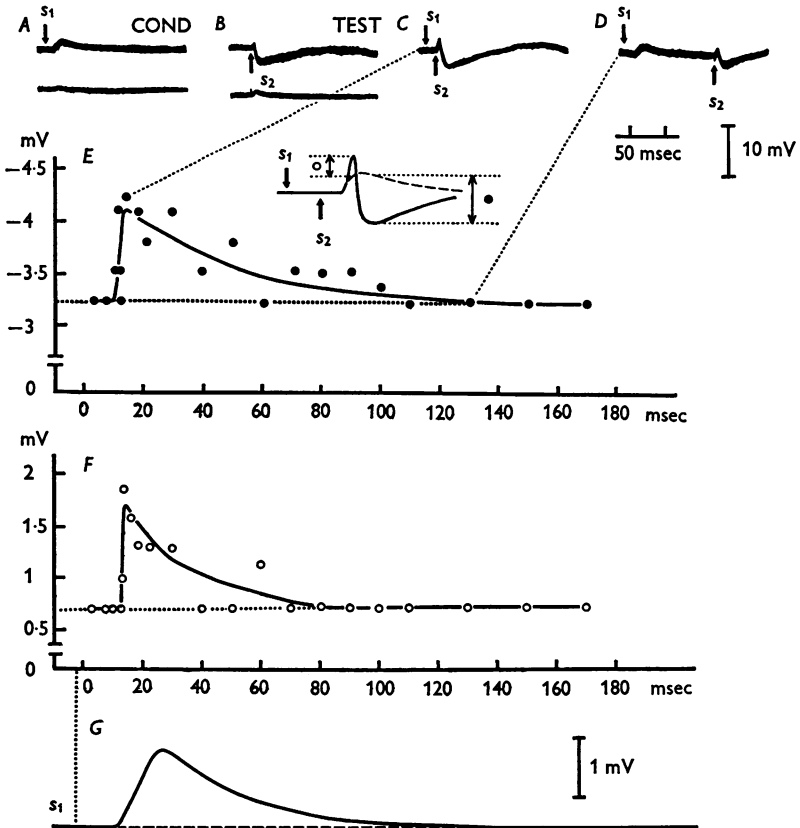 A s₁ COND B TEST C s₁ D s₁
s₂ s₂ s₂
50 msec 10 mV
mV
E
−4·5
−4
−3·5
−3
0
s₁
s₂
0 20 40 60 80 100 120 140 160 180 msec
mV
F
2
1·5
1
0·5
0
0 20 40 60 80 100 120 140 160 180 msec
G
1 mV
s₁